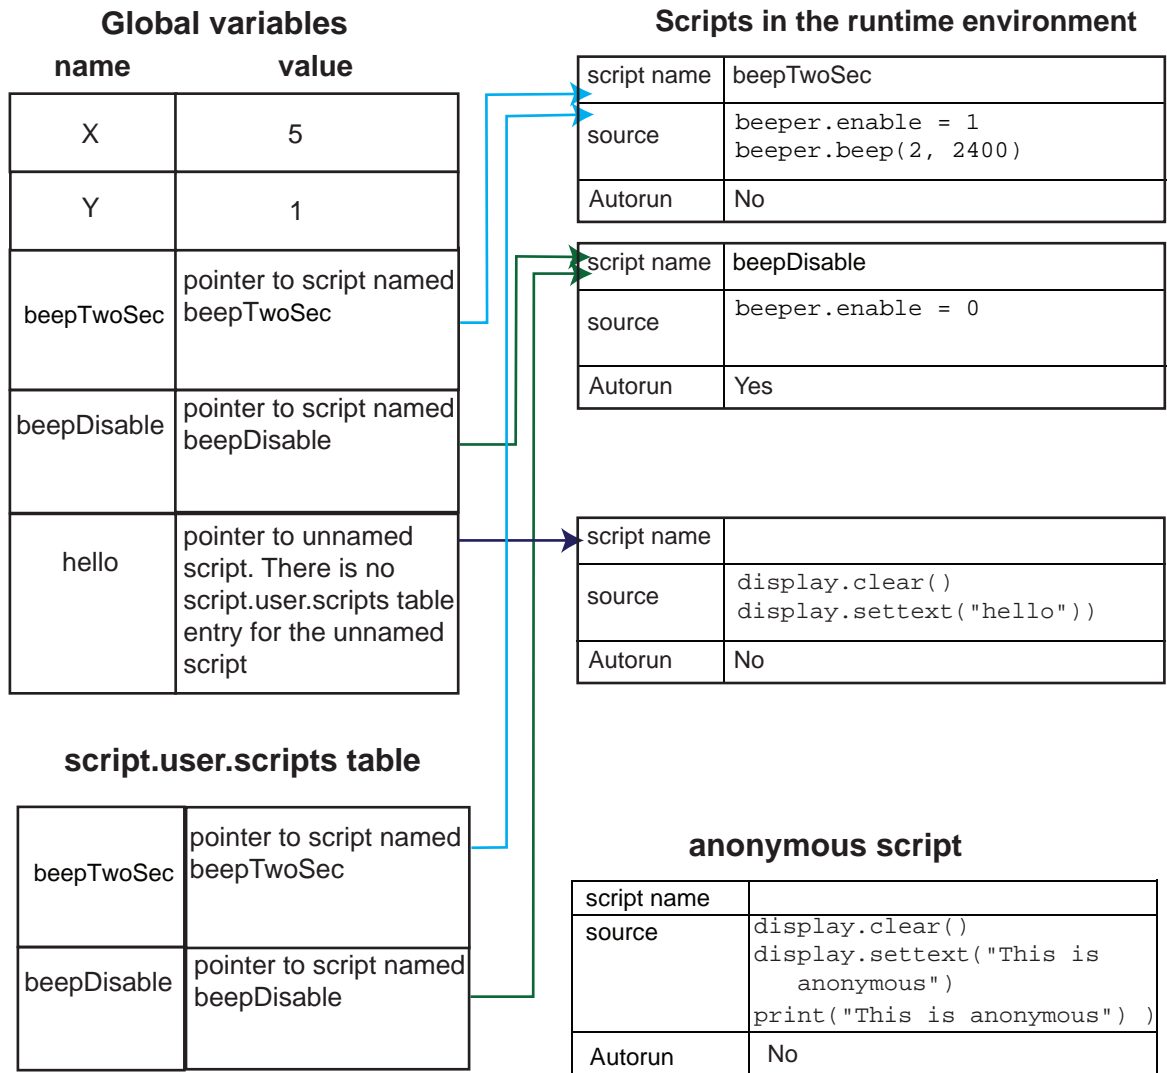 Global variables
name value
X 5
Y 1
beepTwoSec
pointer to script named
beepTwoSec
beepDisable
pointer to script named
beepDisable
hello
pointer to unnamed
script. There is no
script.user.scripts table
entry for the unnamed
script
script.user.scripts table
beepTwoSec
pointer to script named
beepTwoSec
beepDisable
pointer to script named
beepDisable
Scripts in the runtime environment
script name beepTwoSec
source
beeper.enable = 1
beeper.beep(2, 2400)
Autorun No
script name beepDisable
source
beeper.enable = 0
Autorun Yes
script name
source
display.clear()
display.settext("hello"))
Autorun No
anonymous script
script name
source
display.clear()
display.settext("This is
anonymous")
print("This is anonymous") )
Autorun No